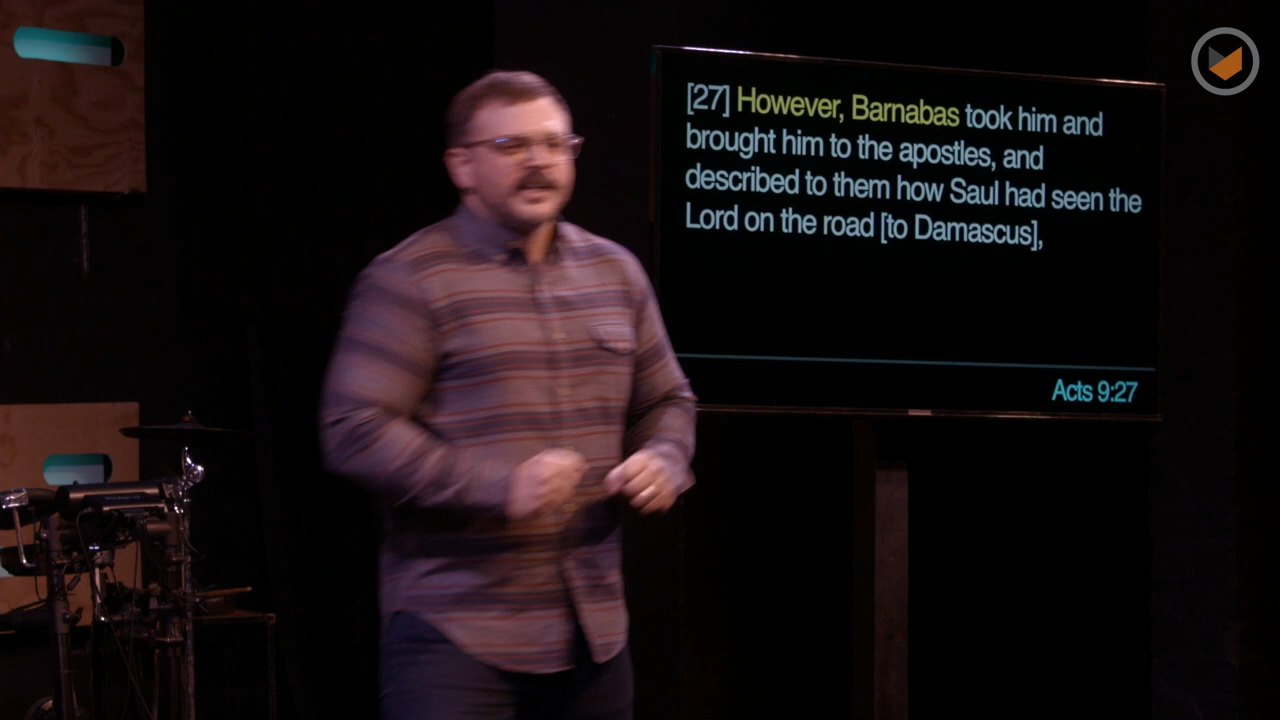 [27] However, Barnabas took him and
brought him to the apostles, and
described to them how Saul had seen the
Lord on the road [to Damascus],
Acts 9:27